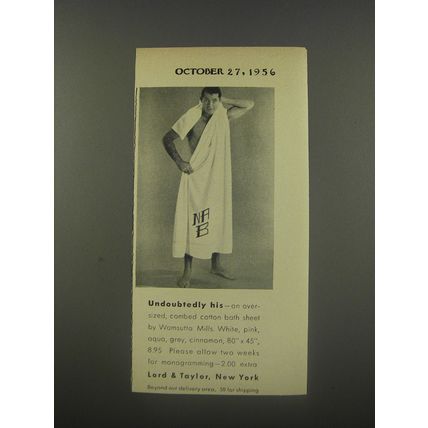 OCTOBER 27, 1956
NA
B
Undoubtedly his—an over-
sized, combed cotton bath sheet
by Wamsutta Mills. White, pink,
aqua, grey, cinnamon, 80" x 45",
8.95 Please allow two weeks
for monogramming—2.00 extra
Lord & Taylor, New York
Beyond our delivery area, .59 for shipping